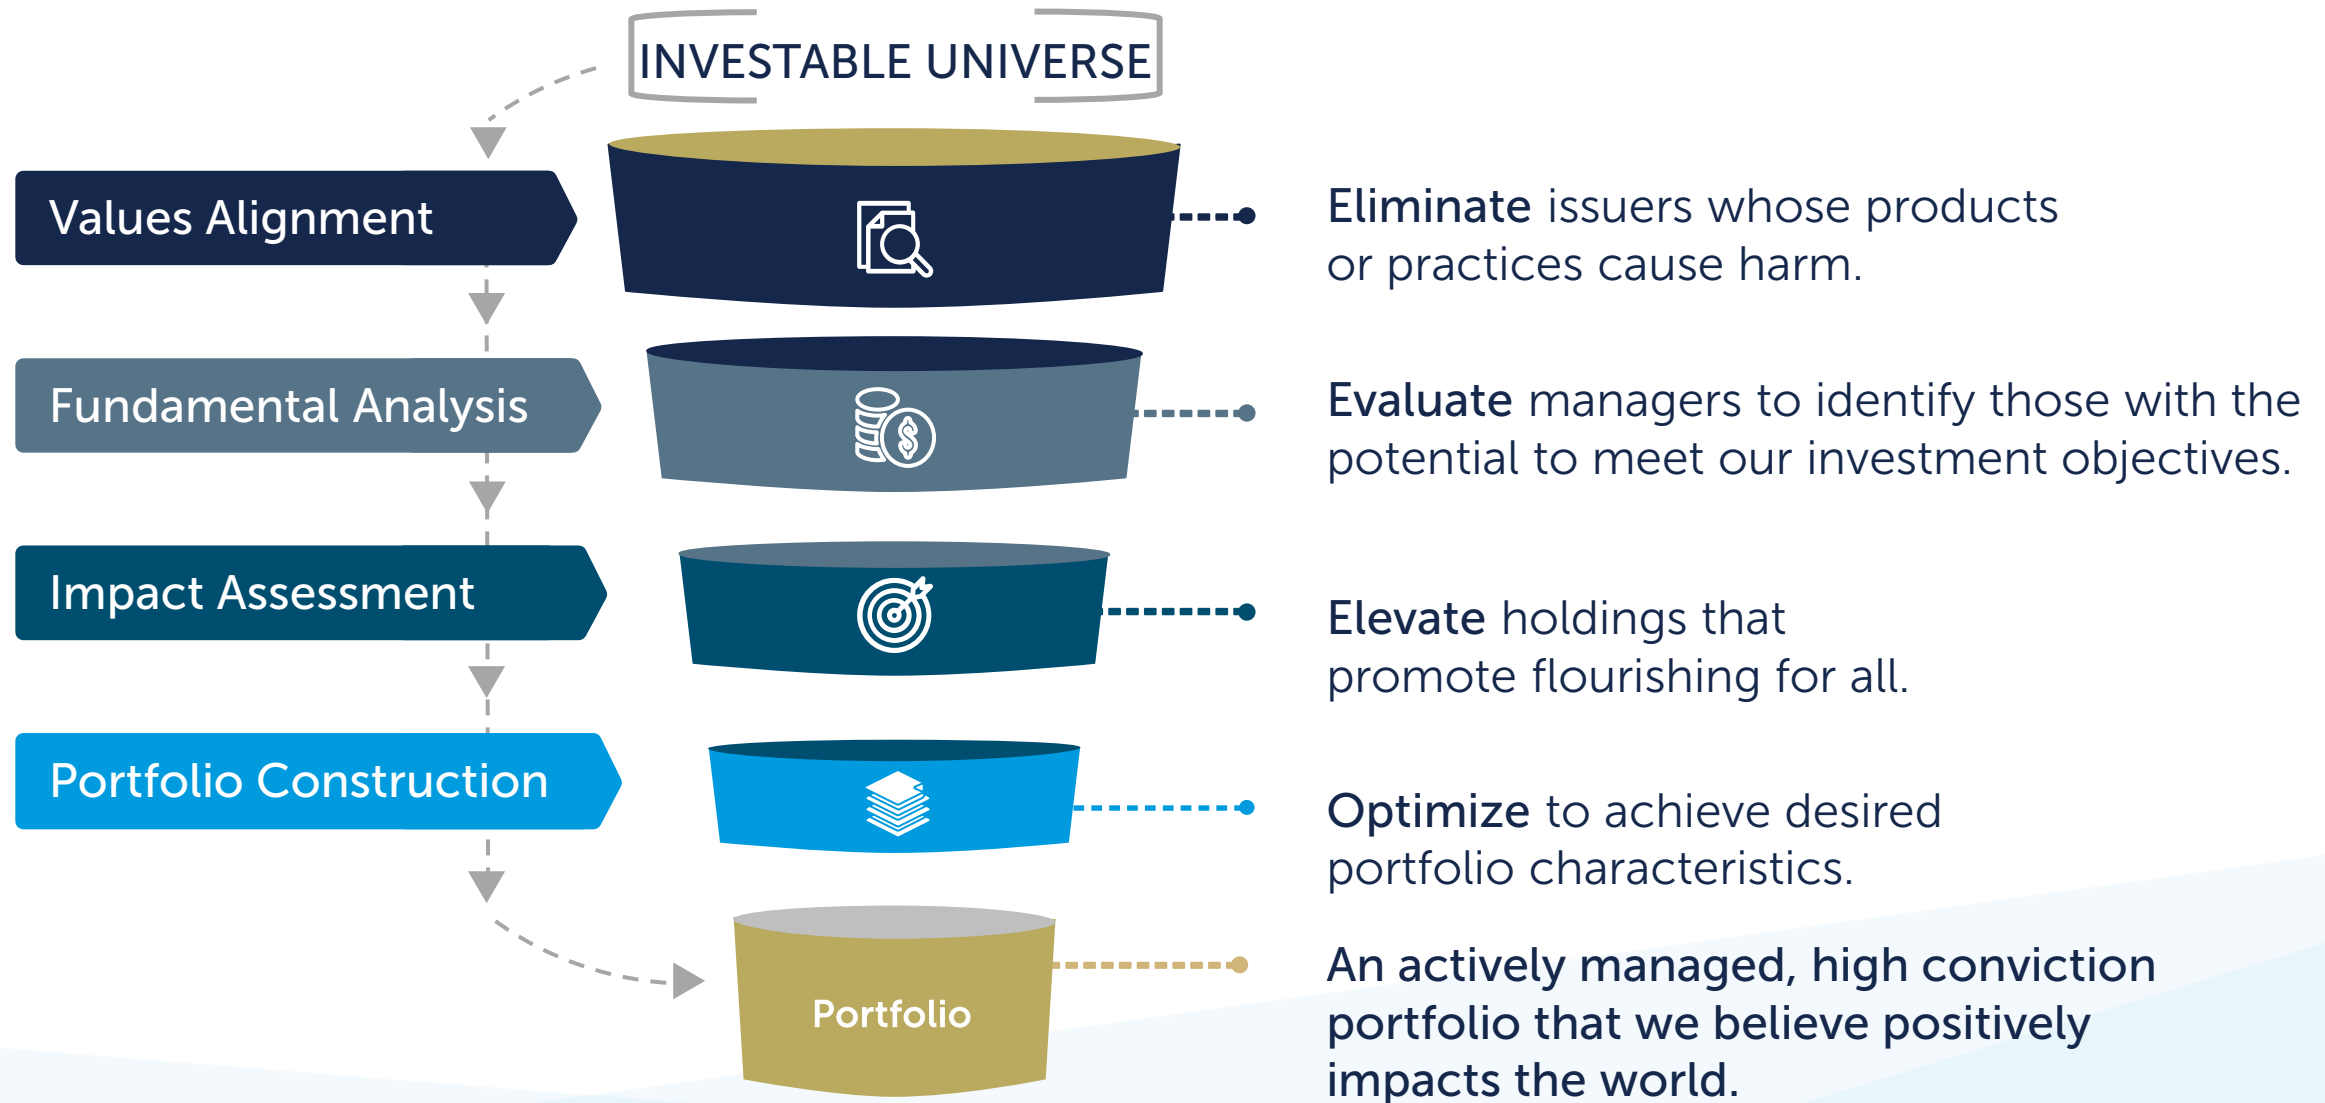 INVESTABLE UNIVERSE
Values Alignment
Eliminate issuers whose products
or practices cause harm.
Fundamental Analysis
Evaluate managers to identify those with the
potential to meet our investment objectives.
Impact Assessment
Elevate holdings that
promote flourishing for all.
Portfolio Construction
Optimize to achieve desired
portfolio characteristics.
Portfolio
An actively managed, high conviction
portfolio that we believe positively
impacts the world.